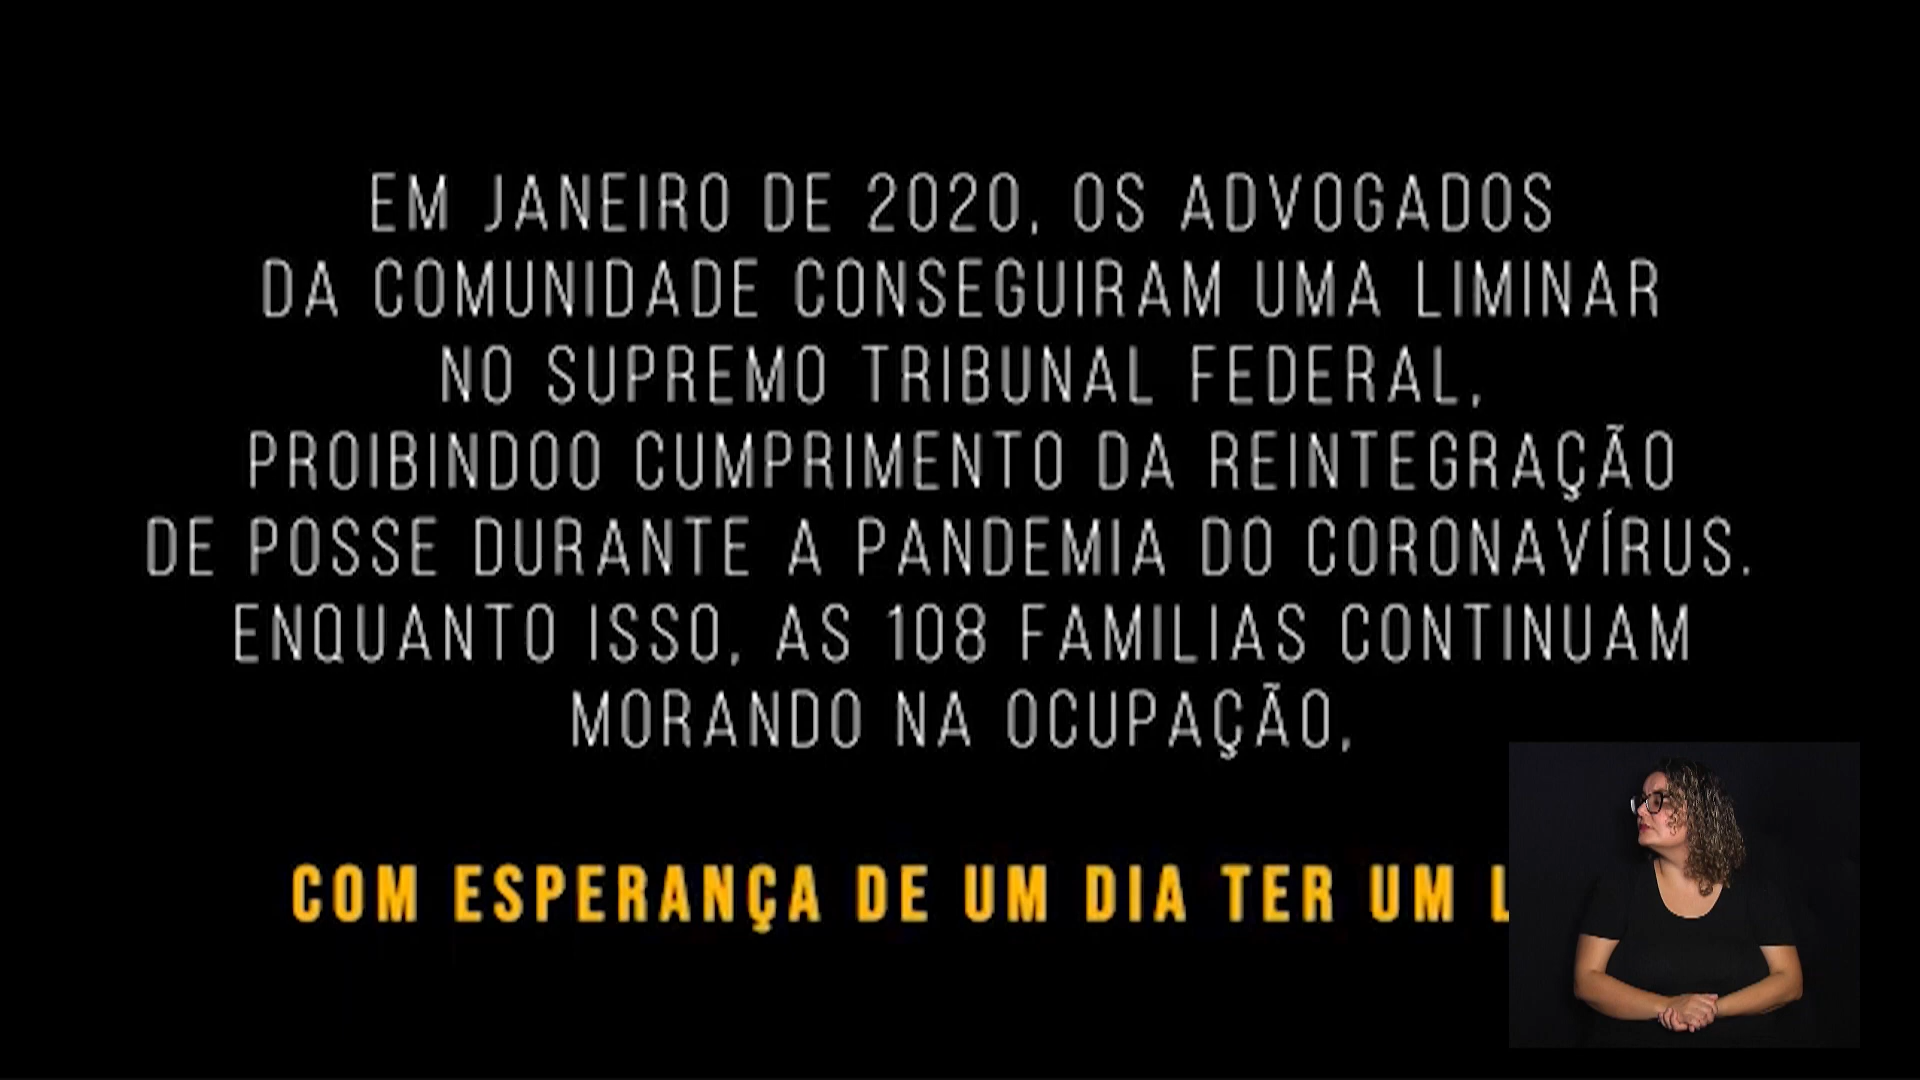 EM JANEIRO DE 2020, OS ADVOGADOS
DA COMUNIDADE CONSEGUIRAM UMA LIMINAR
NO SUPREMO TRIBUNAL FEDERAL,
PROIBINDOO CUMPRIMENTO DA REINTEGRAÇÃO
DE POSSE DURANTE A PANDEMIA DO CORONAVÍRUS.
ENQUANTO ISSO, AS 108 FAMILIAS CONTINUAM
MORANDO NA OCUPAÇÃO,
COM ESPERANÇA DE UM DIA TER UM